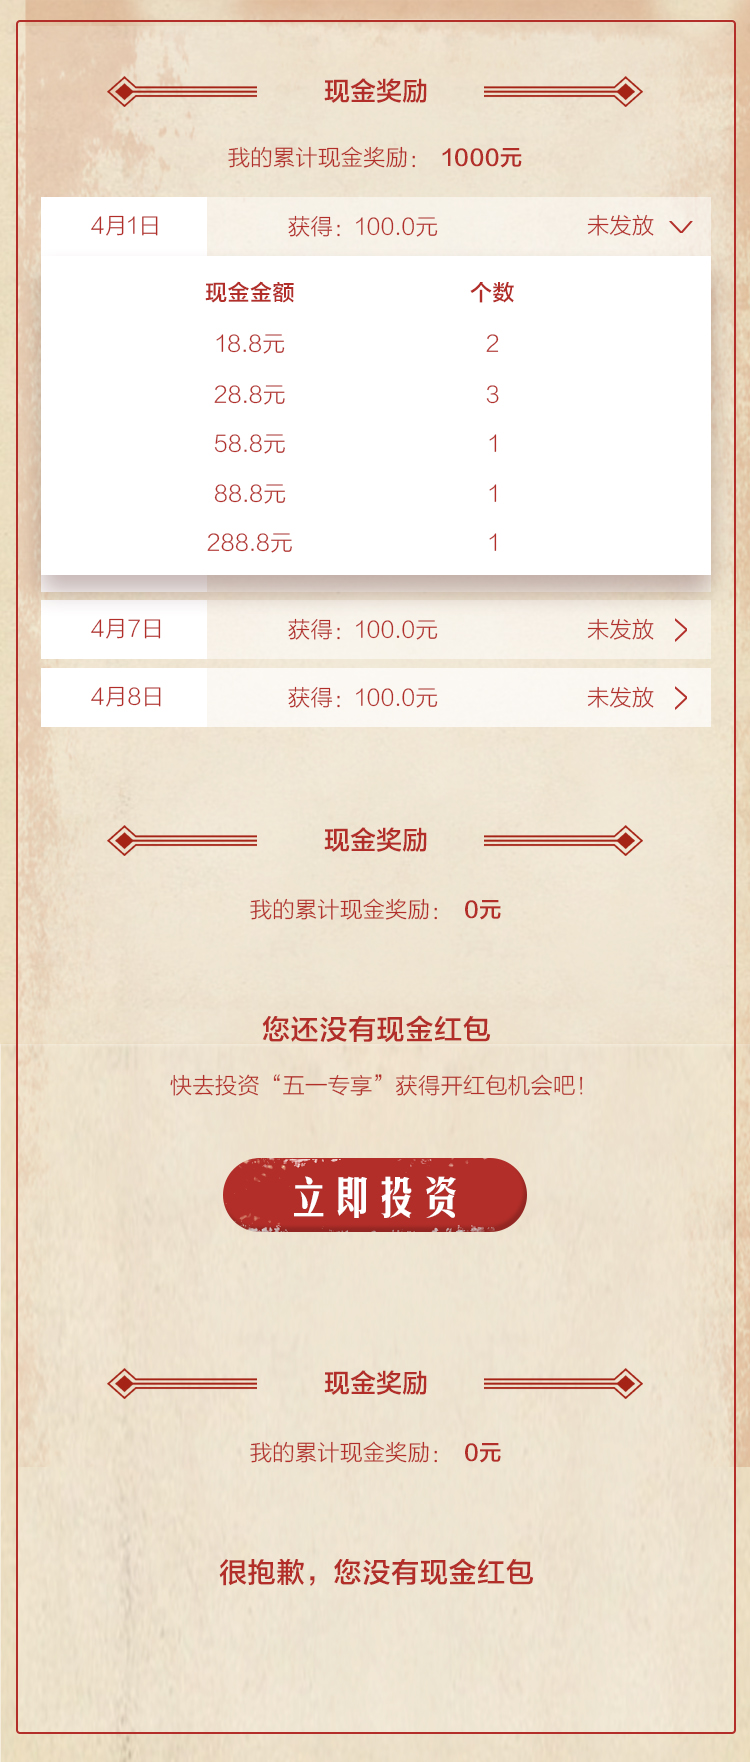 现金奖励
我的累计现金奖励： 1000元
4月1日 获得：100.0元 未发放
现金金额 个数
18.8元 2
28.8元 3
58.8元 1
88.8元 1
288.8元 1
4月7日 获得：100.0元 未发放
4月8日 获得：100.0元 未发放
现金奖励
我的累计现金奖励： 0元
您还没有现金红包
快去投资“五一专享”获得开红包机会吧！
立即投资
现金奖励
我的累计现金奖励： 0元
很抱歉，您没有现金红包